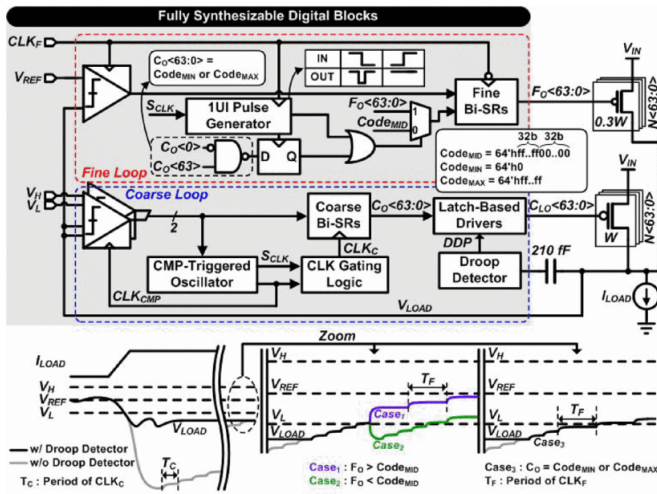 Fully Synthesizable Digital Blocks
CLKF
VREF
CO<63:0> =
CodeMIN or CodeMAX
IN
OUT
SCLK
1UI Pulse
Generator
FO<63:0>
CodeMID
1
0
Fine
Bi-SRs
FO<63:0>
VIN
0.3W
N<63:0>
CO<0>
CO<63>
D
Q
32b
32b
CodeMID = 64'hff..ff00..00
CodeMIN = 64'h0
CodeMAX = 64'hff..ff
Fine Loop
Coarse Loop
VH
VL
2
Coarse
Bi-SRs
CO<63:0>
Latch-Based
Drivers
CLO<63:0>
VIN
W
N<63:0>
CLKC
DDP
CMP-Triggered
Oscillator
SCLK
CLK Gating
Logic
Droop
Detector
210 fF
CLKCMP
VLOAD
ILOAD
Zoom
ILOAD
VH
VREF
VL
VLOAD
w/ Droop Detector
w/o Droop Detector
TC
TC : Period of CLKC
VH
TF
VREF
VL
Case1
VLOAD
Case2
Case1 : FO > CodeMID
Case2 : FO < CodeMID
VH
VREF
VL
TF
VLOAD
Case3
Case3 : CO = CodeMIN or CodeMAX
TF : Period of CLKF